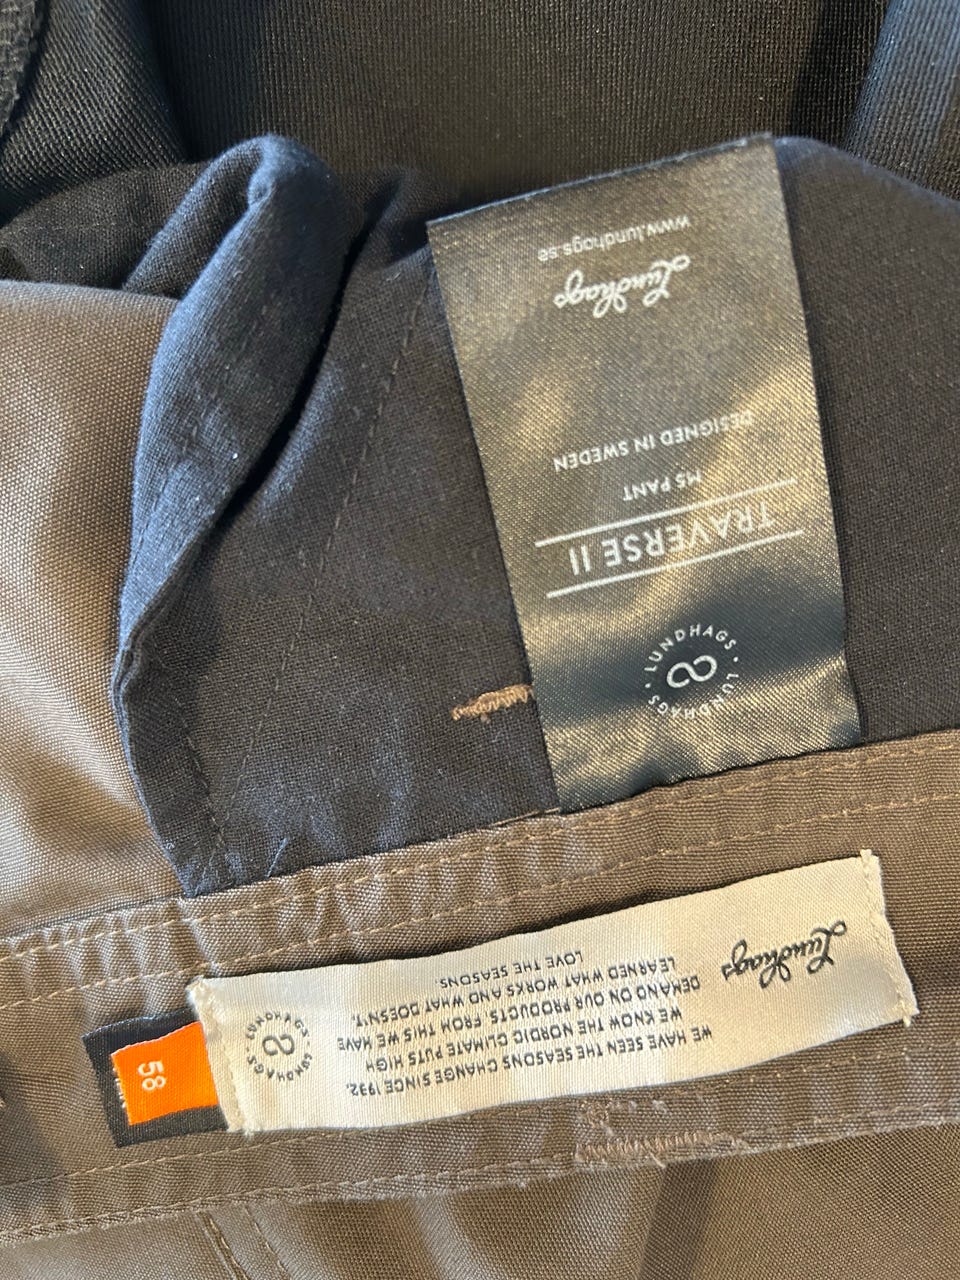 LUNDHAGS · LUNDHAGS ·
TRAVERSE II
MS PANT
DESIGNED IN SWEDEN
Lundhags
www.lundhags.se
Lundhags
WE HAVE SEEN THE SEASONS CHANGE SINCE 1932.
WE KNOW THE NORDIC CLIMATE PUTS HIGH
DEMAND ON OUR PRODUCTS. FROM THIS WE HAVE
LEARNED WHAT WORKS AND WHAT DOESN'T.
LOVE THE SEASONS.
LUNDHAGS · LUNDHAGS ·
58